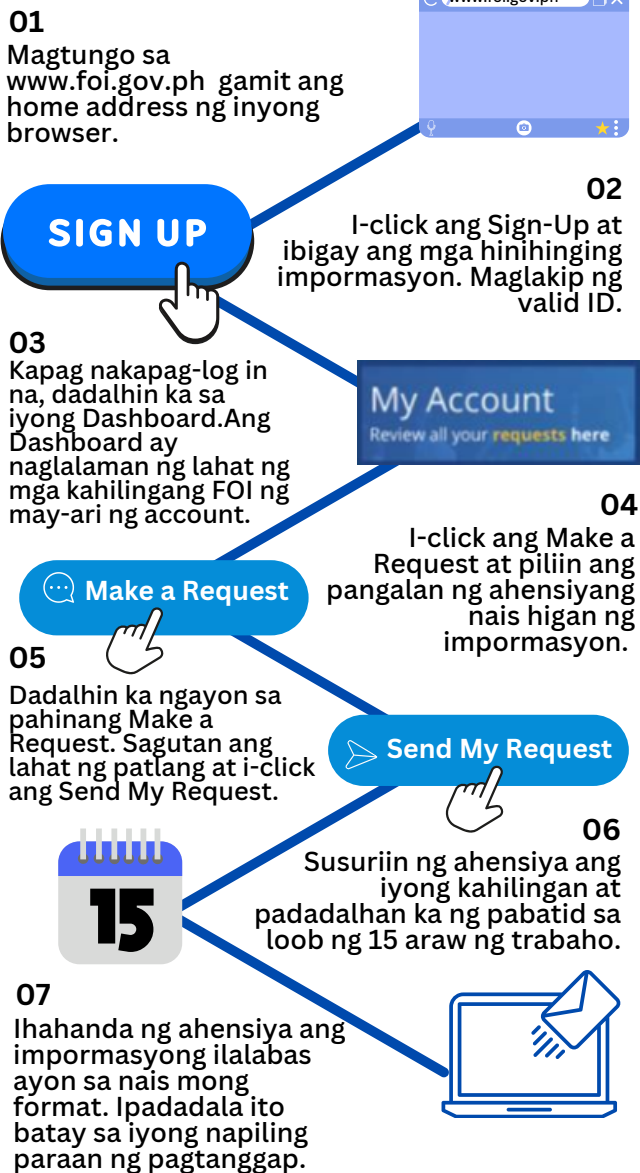 www.foi.gov.ph
01
Magtungo sa
www.foi.gov.ph gamit ang
home address ng inyong
browser.
SIGN UP
02
I-click ang Sign-Up at
ibigay ang mga hinihinging
impormasyon. Maglakip ng
valid ID.
03
Kapag nakapag-log in
na, dadalhin ka sa
iyong Dashboard.Ang
Dashboard ay
naglalaman ng lahat ng
mga kahilingang FOI ng
may-ari ng account.
My Account
Review all your requests here
04
I-click ang Make a
Request at piliin ang
pangalan ng ahensiyang
nais higan ng
impormasyon.
Make a Request
05
Dadalhin ka ngayon sa
pahinang Make a
Request. Sagutan ang
lahat ng patlang at i-click
ang Send My Request.
Send My Request
06
Susuriin ng ahensiya ang
iyong kahilingan at
padadalhan ka ng pabatid sa
loob ng 15 araw ng trabaho.
15
07
Ihahanda ng ahensiya ang
impormasyong ilalabas
ayon sa nais mong
format. Ipadadala ito
batay sa iyong napiling
paraan ng pagtanggap.